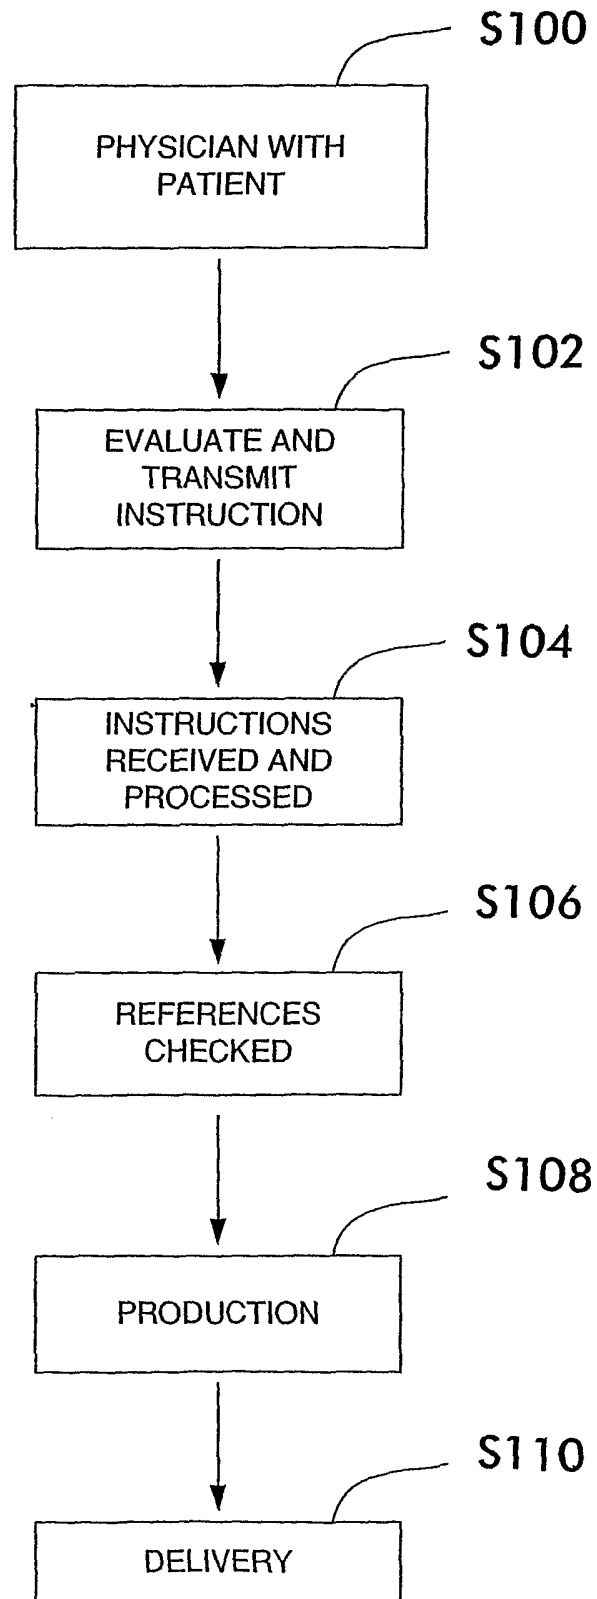 S100
PHYSICIAN WITH
PATIENT
S102
EVALUATE AND
TRANSMIT
INSTRUCTION
S104
INSTRUCTIONS
RECEIVED AND
PROCESSED
S106
REFERENCES
CHECKED
S108
PRODUCTION
S110
DELIVERY